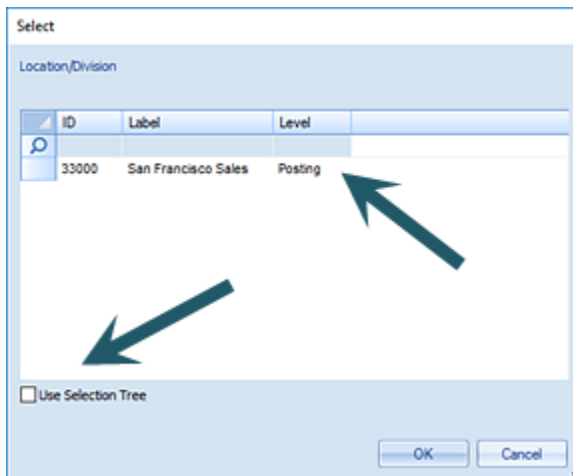 Select
Location/Division
ID Label Level
33000 San Francisco Sales Posting
Use Selection Tree
OK Cancel